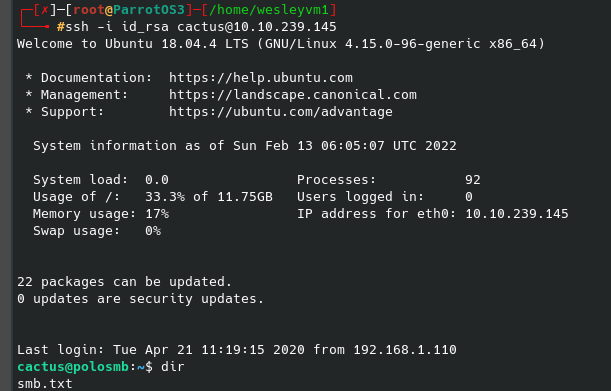 ┌─[✗]─[root@ParrotOS3]─[/home/wesleyvm1]
└──╼ #ssh -i id_rsa cactus@10.10.239.145
Welcome to Ubuntu 18.04.4 LTS (GNU/Linux 4.15.0-96-generic x86_64)

 * Documentation:  https://help.ubuntu.com
 * Management:     https://landscape.canonical.com
 * Support:        https://ubuntu.com/advantage

  System information as of Sun Feb 13 06:05:07 UTC 2022

  System load:  0.0                Processes:           92
  Usage of /:   33.3% of 11.75GB   Users logged in:     0
  Memory usage: 17%                IP address for eth0: 10.10.239.145
  Swap usage:   0%

22 packages can be updated.
0 updates are security updates.

Last login: Tue Apr 21 11:19:15 2020 from 192.168.1.110
cactus@polosmb:~$ dir
smb.txt